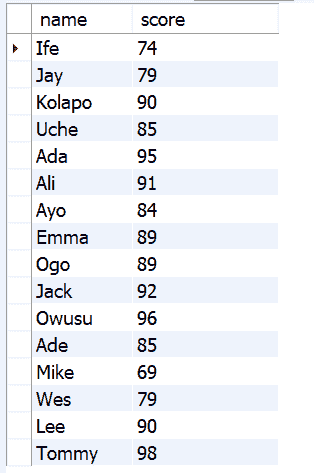 name score
Ife 74
Jay 79
Kolapo 90
Uche 85
Ada 95
Ali 91
Ayo 84
Emma 89
Ogo 89
Jack 92
Owusu 96
Ade 85
Mike 69
Wes 79
Lee 90
Tommy 98